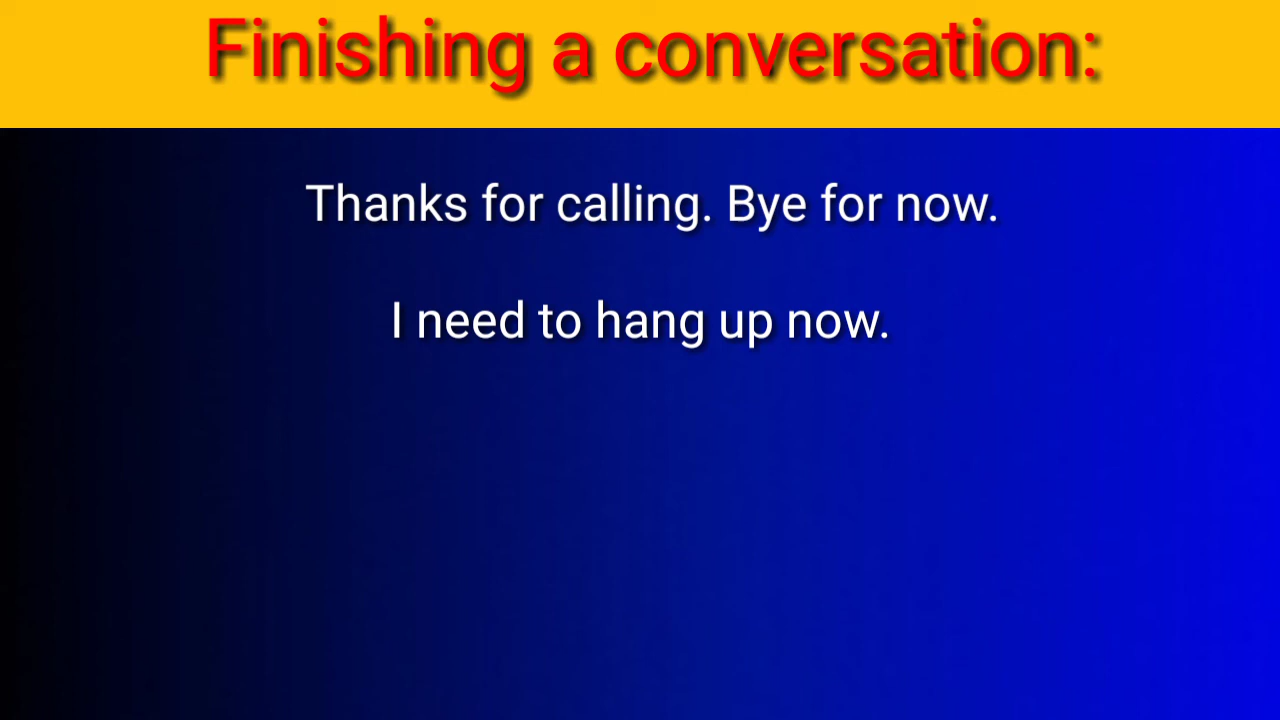 Finishing a conversation:
Thanks for calling. Bye for now.
I need to hang up now.